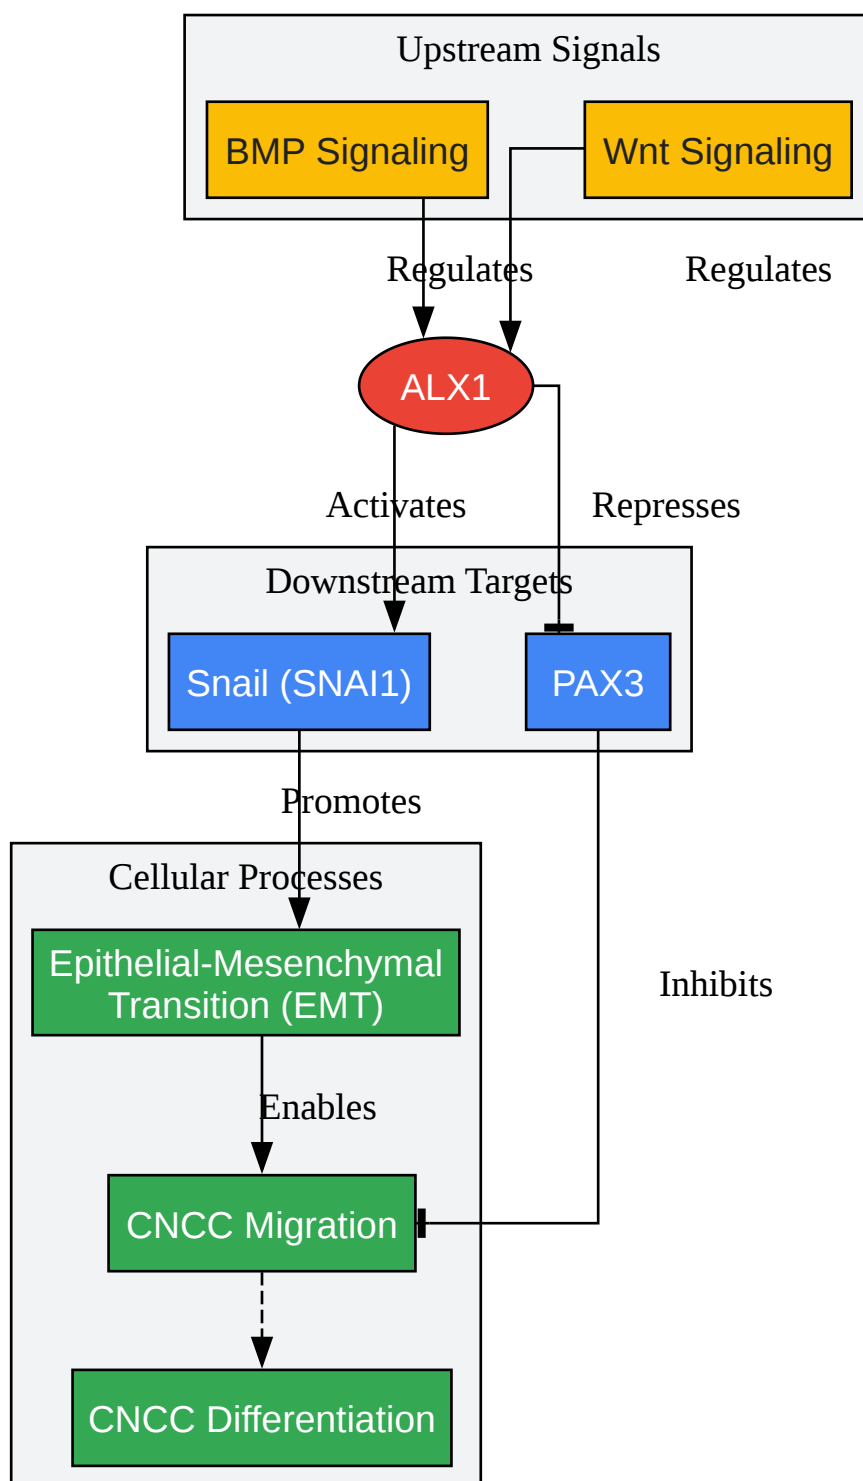 Upstream Signals
BMP Signaling
Wnt Signaling
Regulates
Regulates
ALX1
Activates
Represses
Downstream Targets
Snail (SNAI1)
PAX3
Promotes
Cellular Processes
Epithelial-Mesenchymal
Transition (EMT)
Inhibits
Enables
CNCC Migration
CNCC Differentiation